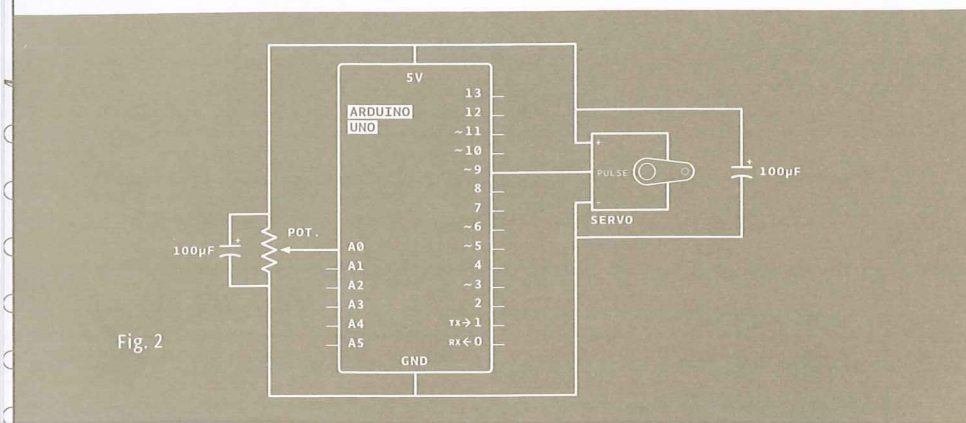 5V
ARDUINO
UNO
13
12
~11
~10
~9
8
7
~6
~5
4
~3
2
TX→1
RX←0
A0
A1
A2
A3
A4
A5
GND
POT.
100µF
+
+
PULSE
-
SERVO
+
100µF
Fig. 2